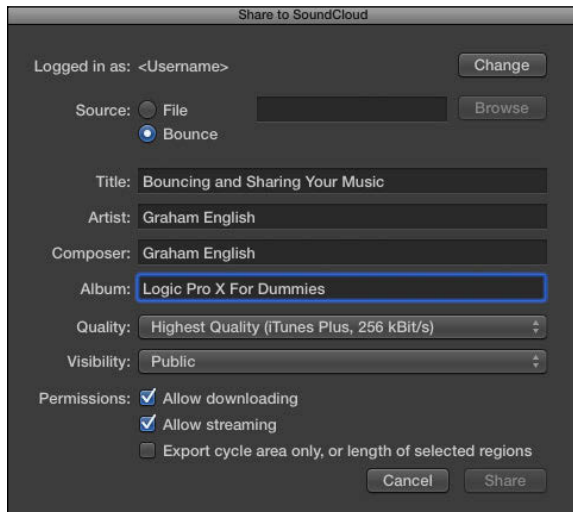 Share to SoundCloud
Logged in as: <Username> Change
Source: File Browse
Bounce
Title: Bouncing and Sharing Your Music
Artist: Graham English
Composer: Graham English
Album: Logic Pro X For Dummies
Quality: Highest Quality (iTunes Plus, 256 kBit/s)
Visibility: Public
Permissions: Allow downloading
Allow streaming
Export cycle area only, or length of selected regions
Cancel Share